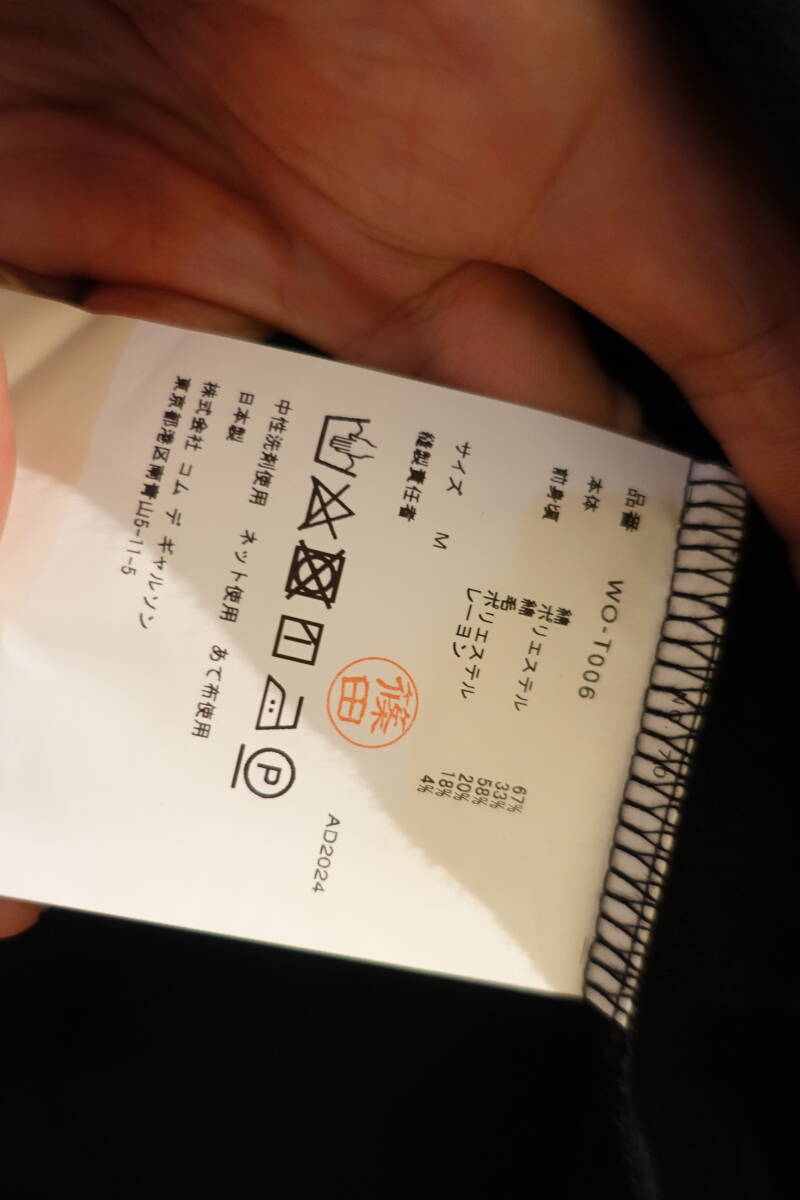 品番 WO-T006
本体 綿 67%
ポリエステル 33%
前身頃 綿 58%
毛 20%
ポリエステル 18%
レーヨン 4%
サイズ M
縫製責任者 篠田
AD2024
P
中性洗剤使用 ネット使用 あて布使用
日本製
株式会社 コム デ ギャルソン
東京都港区南青山5-11-5